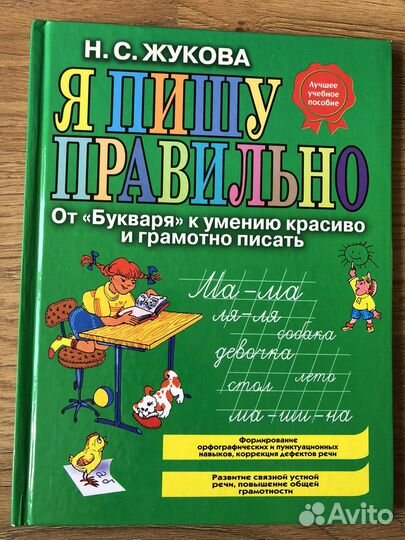 Н. С. ЖУКОВА
Лучшее
учебное
пособие
Я ПИШУ
ПРАВИЛЬНО
От «Букваря» к умению красиво
и грамотно писать
Ма-ма
ля-ля
собака
девочка
лето
стол
ма-ши-на
Формирование
орфографических и пунктуационных
навыков, коррекция дефектов речи
Развитие связной устной
речи, повышение общей
грамотности
Avito